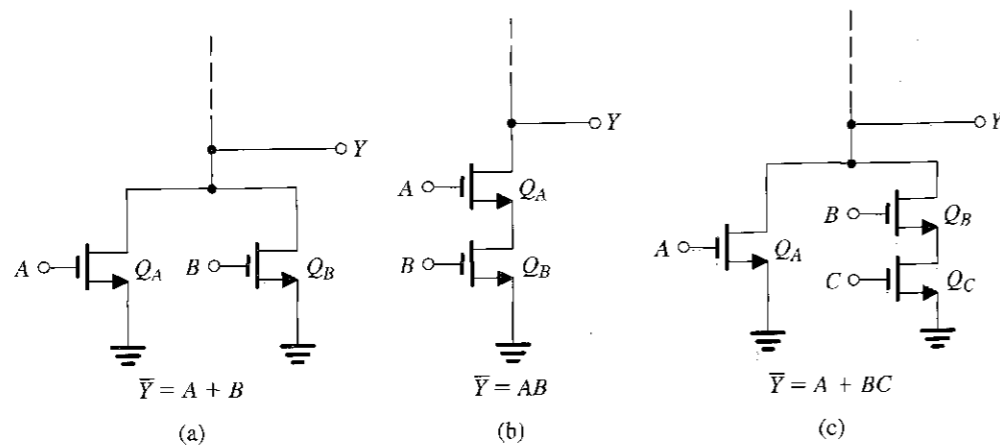 Y
A
Q_A
B
Q_B
Y̅ = A + B
(a)
Y
A
Q_A
B
Q_B
Y̅ = AB
(b)
Y
A
Q_A
B
Q_B
C
Q_C
Y̅ = A + BC
(c)